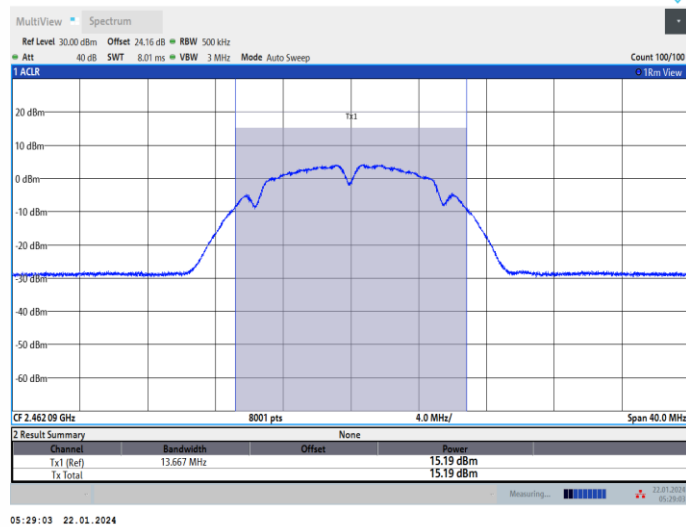 MultiView Spectrum
Ref Level 30.00 dBm Offset 24.16 dB RBW 500 kHz
Att 40 dB SWT 8.01 ms VBW 3 MHz Mode Auto Sweep Count 100/100
1 ACLR 1Rm View
Tx1
20 dBm
10 dBm
0 dBm
-10 dBm
-20 dBm
-30 dBm
-40 dBm
-50 dBm
-60 dBm
CF 2.462 09 GHz 8001 pts 4.0 MHz/ Span 40.0 MHz
2 Result Summary None
Channel Bandwidth Offset Power
Tx1 (Ref) 13.667 MHz 15.19 dBm
Tx Total 15.19 dBm
Measuring... 22.01.2024
05:29:03
05:29:03 22.01.2024